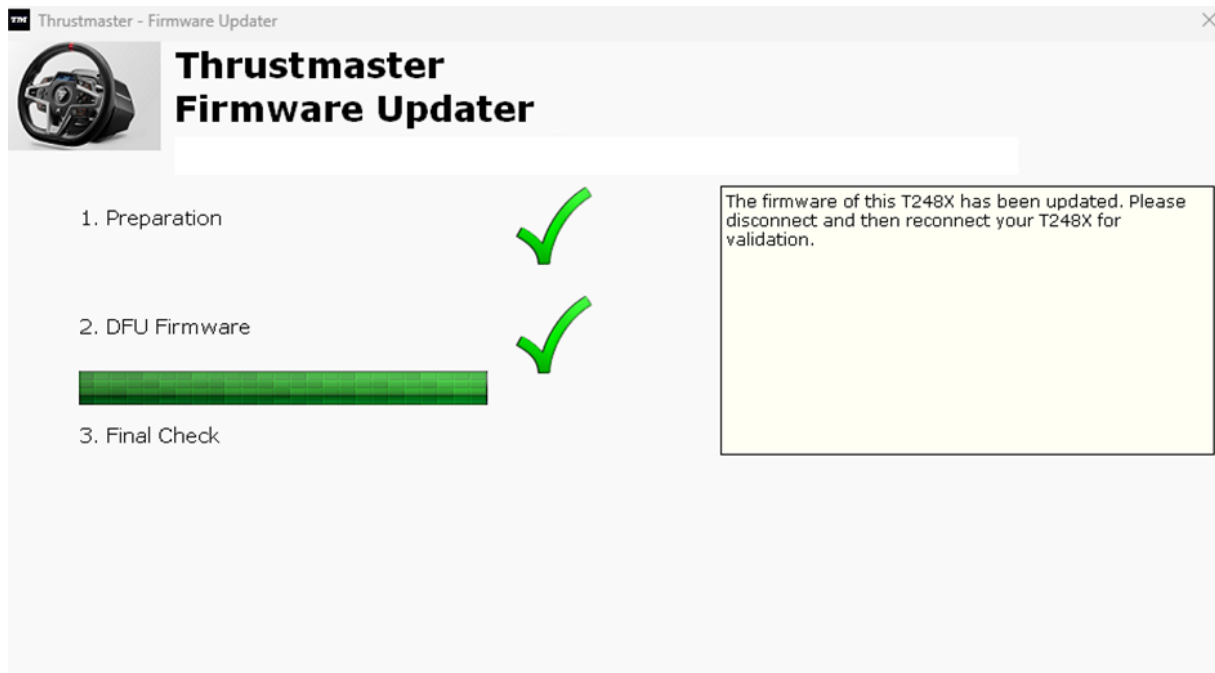 TM Thrustmaster - Firmware Updater
Thrustmaster
Firmware Updater
1. Preparation
The firmware of this T248X has been updated. Please
disconnect and then reconnect your T248X for
validation.
2. DFU Firmware
3. Final Check